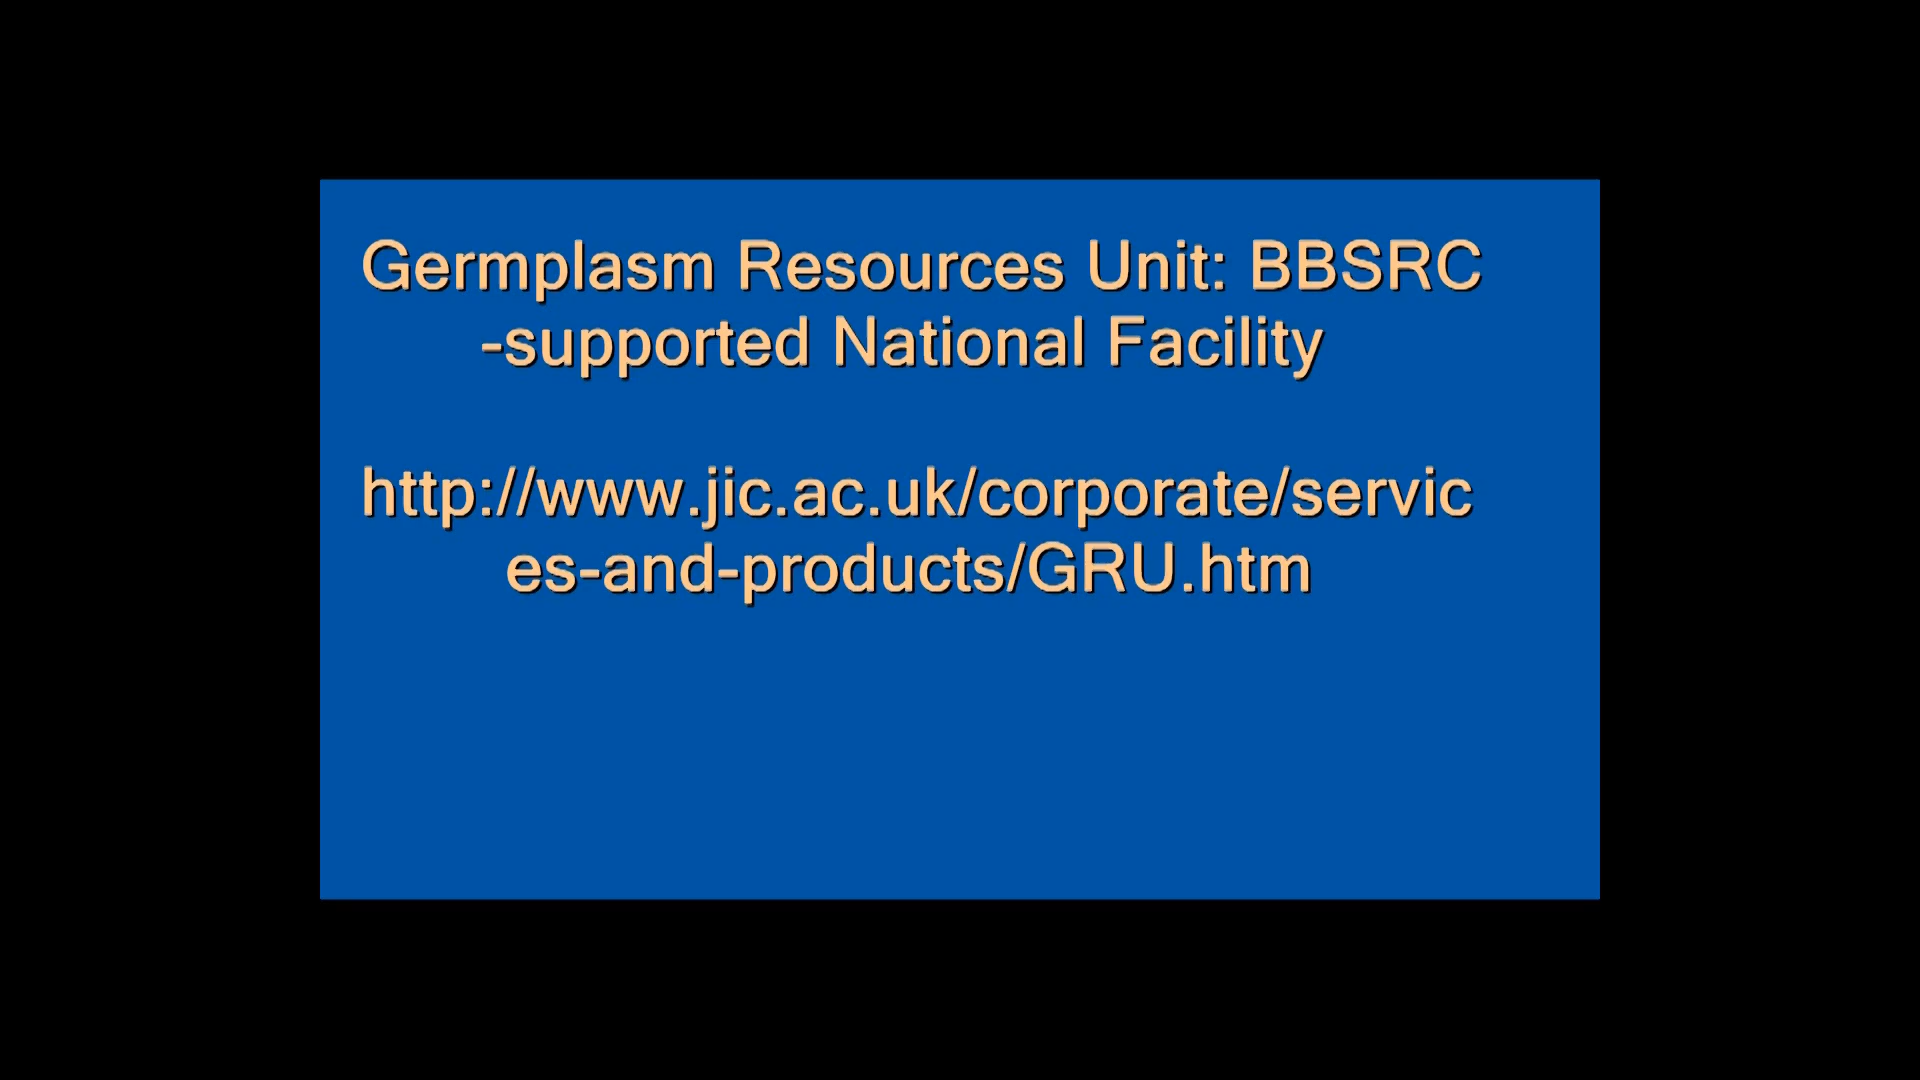 Germplasm Resources Unit: BBSRC
-supported National Facility
http://www.jic.ac.uk/corporate/servic
es-and-products/GRU.htm